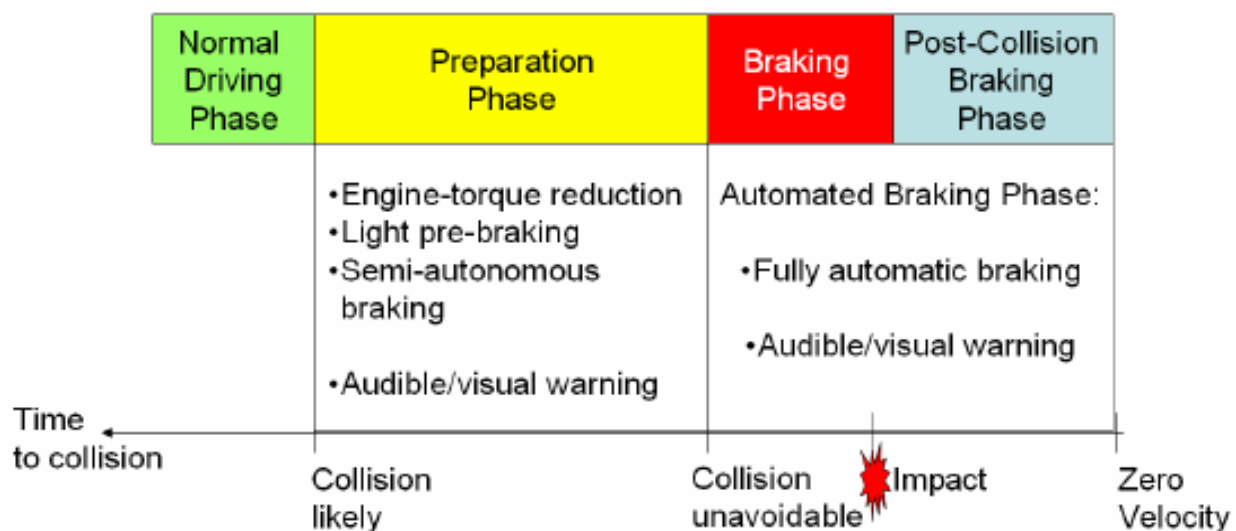 Normal
Driving
Phase
Preparation
Phase
Braking
Phase
Post-Collision
Braking
Phase
•Engine-torque reduction
•Light pre-braking
•Semi-autonomous
braking
•Audible/visual warning
Automated Braking Phase:
•Fully automatic braking
•Audible/visual warning
Time
to collision
Collision
likely
Collision
unavoidable
Impact
Zero
Velocity